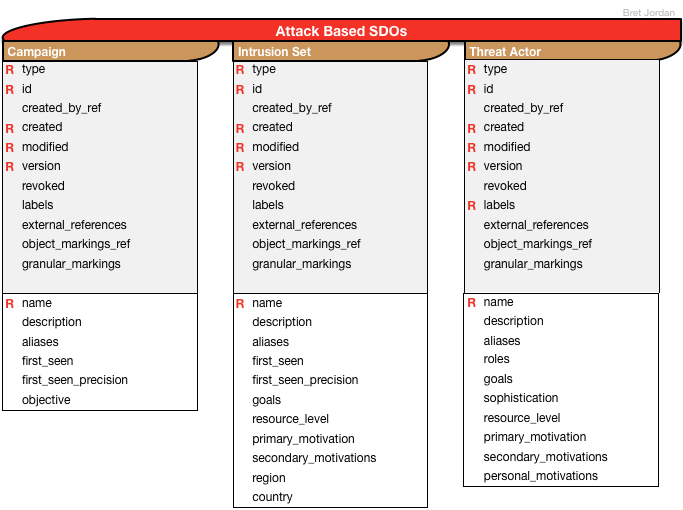 Bret Jordan
Attack Based SDOs
Campaign
R type
R id
created_by_ref
R created
R modified
R version
revoked
labels
external_references
object_markings_ref
granular_markings
R name
description
aliases
first_seen
first_seen_precision
objective
Intrusion Set
R type
R id
created_by_ref
R created
R modified
R version
revoked
labels
external_references
object_markings_ref
granular_markings
R name
description
aliases
first_seen
first_seen_precision
goals
resource_level
primary_motivation
secondary_motivations
region
country
Threat Actor
R type
R id
created_by_ref
R created
R modified
R version
revoked
R labels
external_references
object_markings_ref
granular_markings
R name
description
aliases
roles
goals
sophistication
resource_level
primary_motivation
secondary_motivations
personal_motivations